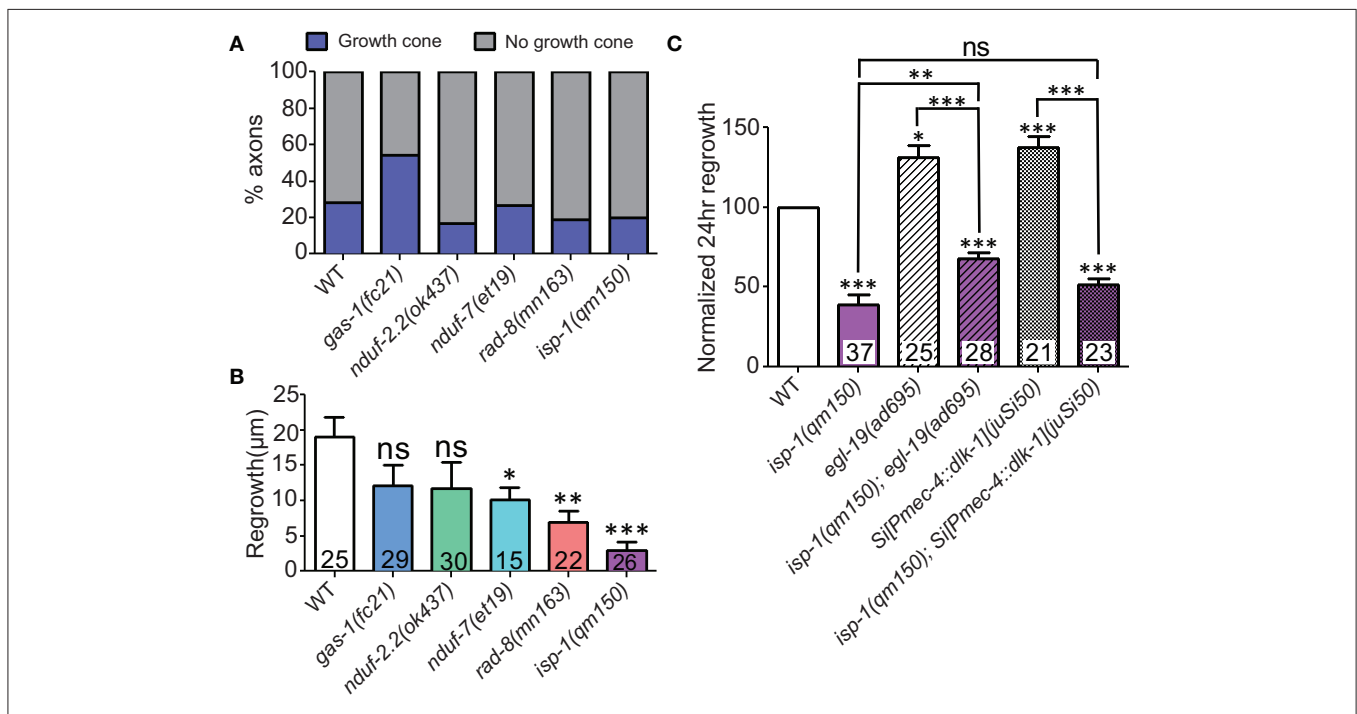 A
Growth cone
No growth cone
% axons
100
80
60
40
20
0
WT
gas-1(fc21)
nduf-2.2(ok437)
nduf-7(et19)
rad-8(mn163)
isp-1(qm150)
B
Regrowth(µm)
25
20
15
10
5
0
ns
ns
*
**
***
25
29
30
15
22
26
WT
gas-1(fc21)
nduf-2.2(ok437)
nduf-7(et19)
rad-8(mn163)
isp-1(qm150)
C
ns
**
***
***
Normalized 24hr regrowth
150
100
50
0
***
*
***
***
***
37
25
28
21
23
WT
isp-1(qm150)
egl-19(ad695)
isp-1(qm150); egl-19(ad695)
Si[Pmec-4::dlk-1](juSi50)
isp-1(qm150); Si[Pmec-4::dlk-1](juSi50)